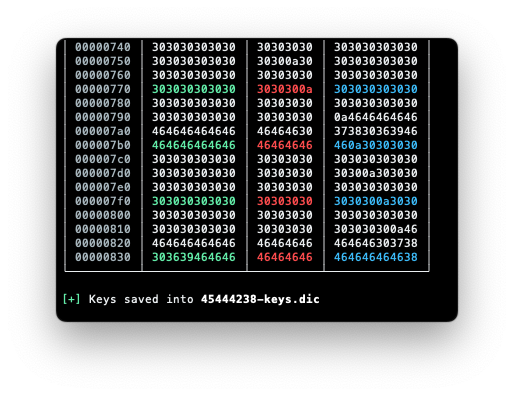 00000740 303030303030 30303030 303030303030
00000750 303030303030 30300a30 303030303030
00000760 303030303030 30303030 303030303030
00000770 303030303030 3030300a 303030303030
00000780 303030303030 30303030 303030303030
00000790 303030303030 30303030 0a4646464646
000007a0 464646464646 46464630 373830363946
000007b0 464646464646 46464646 460a30303030
000007c0 303030303030 30303030 303030303030
000007d0 303030303030 30303030 30300a303030
000007e0 303030303030 30303030 303030303030
000007f0 303030303030 30303030 3030300a3030
00000800 303030303030 30303030 303030303030
00000810 303030303030 30303030 303030300a46
00000820 464646464646 46464646 464646303738
00000830 303639464646 46464646 464646464638
[+] Keys saved into 45444238-keys.dic